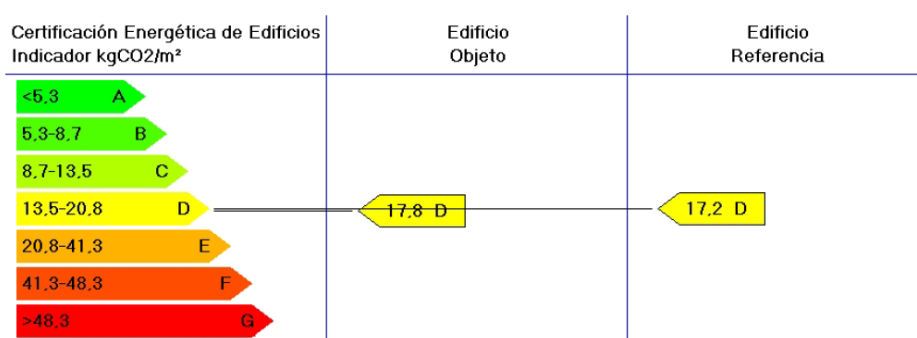 Certificación Energética de Edificios
Indicador kgCO2/m²
Edificio
Objeto
Edificio
Referencia
<5,3 A
5,3-8,7 B
8,7-13,5 C
13,5-20,8 D
17,8 D
17,2 D
20,8-41,3 E
41,3-48,3 F
>48,3 G